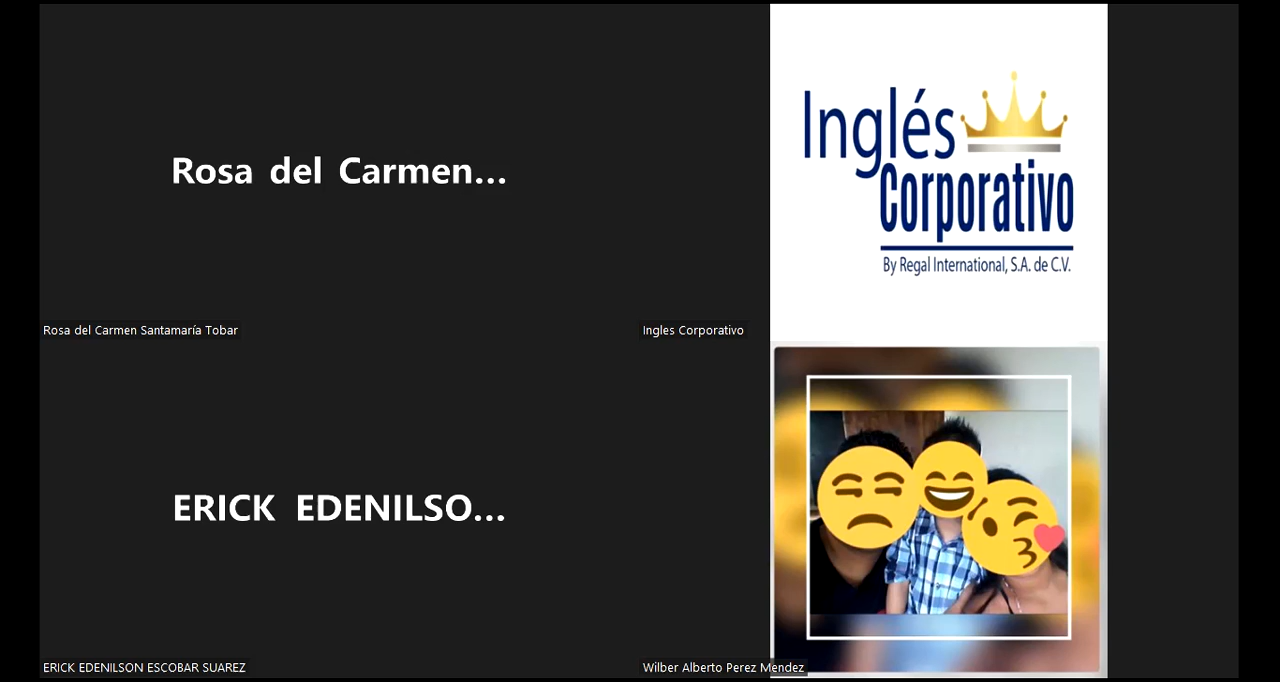 Rosa del Carmen...
Rosa del Carmen Santamaría Tobar
Inglés
Corporativo
By Regal International, S.A. de C.V.
Ingles Corporativo
ERICK EDENILSO...
ERICK EDENILSON ESCOBAR SUAREZ
Wilber Alberto Perez Mendez